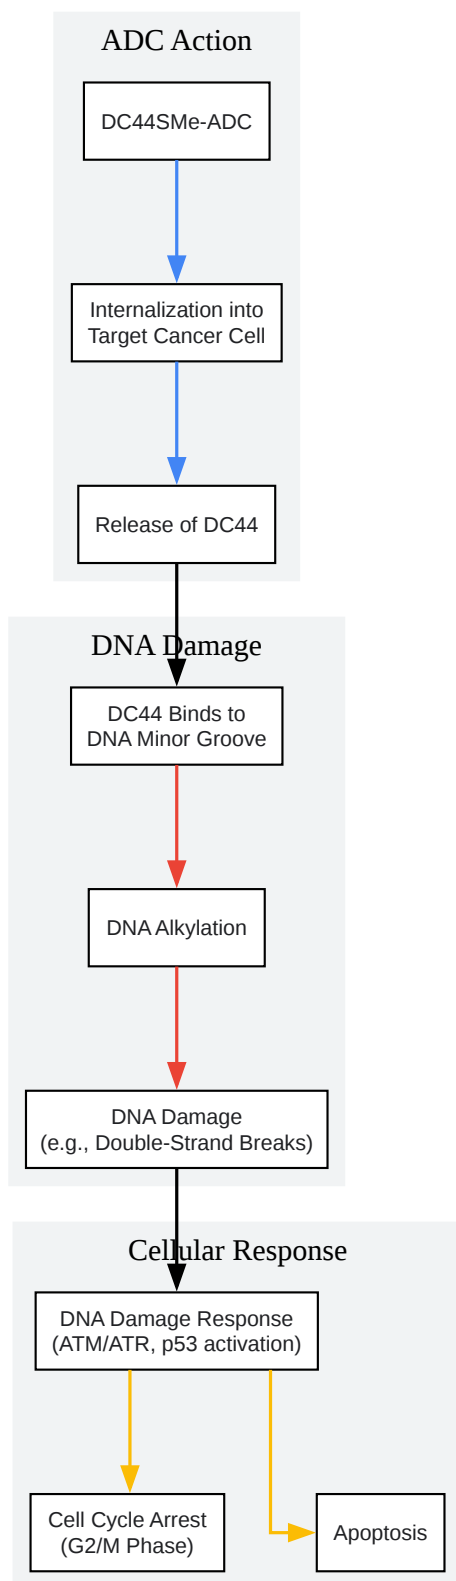 ADC Action
DC44SMe-ADC
Internalization into
Target Cancer Cell
Release of DC44
DNA Damage
DC44 Binds to
DNA Minor Groove
DNA Alkylation
DNA Damage
(e.g., Double-Strand Breaks)
Cellular Response
DNA Damage Response
(ATM/ATR, p53 activation)
Cell Cycle Arrest
(G2/M Phase)
Apoptosis